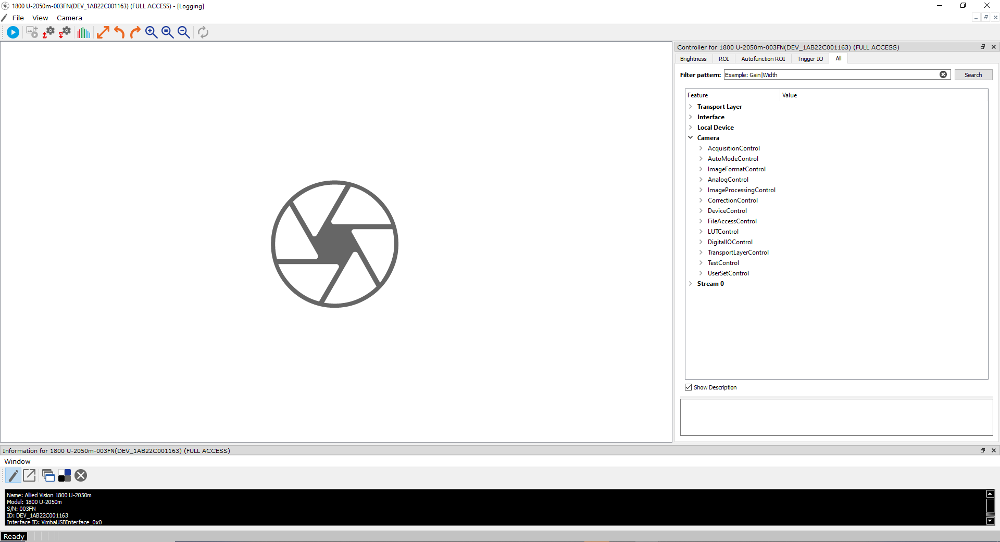 1800 U-2050m-003FN(DEV_1AB22C001163) (FULL ACCESS) - [Logging]
File View Camera
Controller for 1800 U-2050m-003FN(DEV_1AB22C001163) (FULL ACCESS)
Brightness ROI Autofunction ROI Trigger IO All
Filter pattern: Example: Gain|Width Search
Feature Value
Transport Layer
Interface
Local Device
Camera
AcquisitionControl
AutoModeControl
ImageFormatControl
AnalogControl
ImageProcessingControl
CorrectionControl
DeviceControl
FileAccessControl
LUTControl
DigitalIOControl
TransportLayerControl
TestControl
UserSetControl
Stream 0
Show Description
Information for 1800 U-2050m-003FN(DEV_1AB22C001163) (FULL ACCESS)
Window
Name: Allied Vision 1800 U-2050m
Model: 1800 U-2050m
S/N: 003FN
ID: DEV_1AB22C001163
Interface ID: VimbaUSBInterface_0x0
Ready